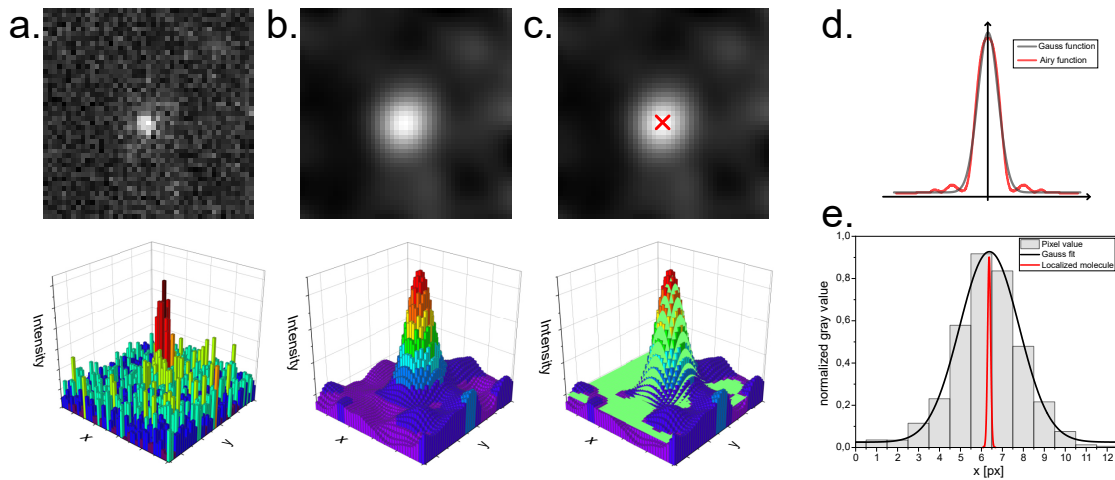 a.
b.
c.
d.
Gauss function
Airy function
Intensity
x
y
Intensity
x
y
Intensity
x
y
e.
1,0
0,8
0,6
0,4
0,2
0,0
normalized gray value
Pixel value
Gauss fit
Localized molecule
0 1 2 3 4 5 6 7 8 9 10 11 12
x [px]